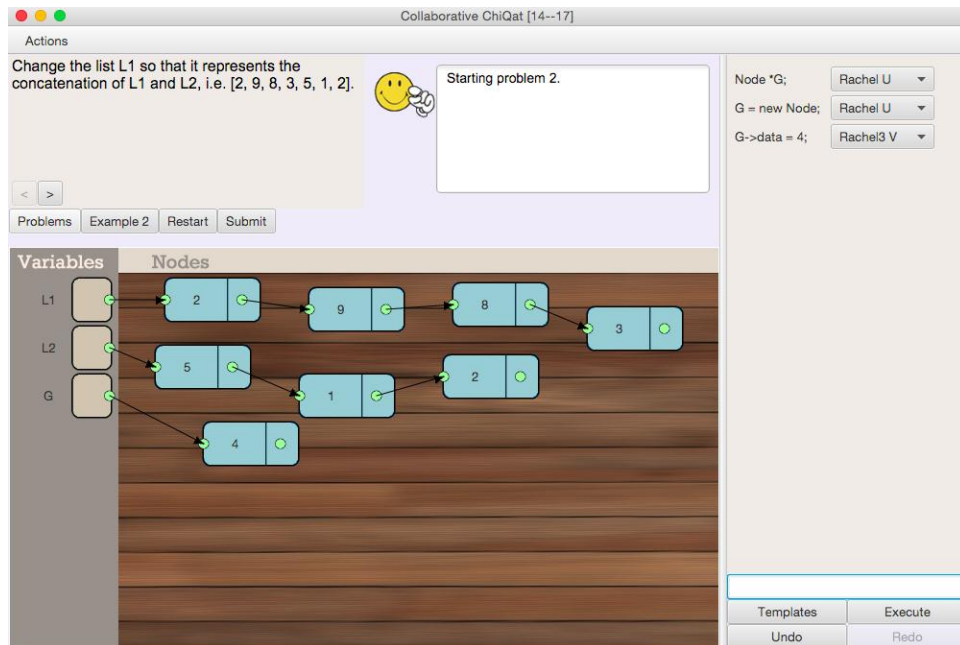 Collaborative ChiQat [14--17]
Actions
Change the list L1 so that it represents the
concatenation of L1 and L2, i.e. [2, 9, 8, 3, 5, 1, 2].
Starting problem 2.
< >
Problems Example 2 Restart Submit
Node *G; Rachel U
G = new Node; Rachel U
G->data = 4; Rachel3 V
Variables Nodes
L1 2 9 8 3
L2 5 1 2
G 4
Templates Execute
Undo Redo